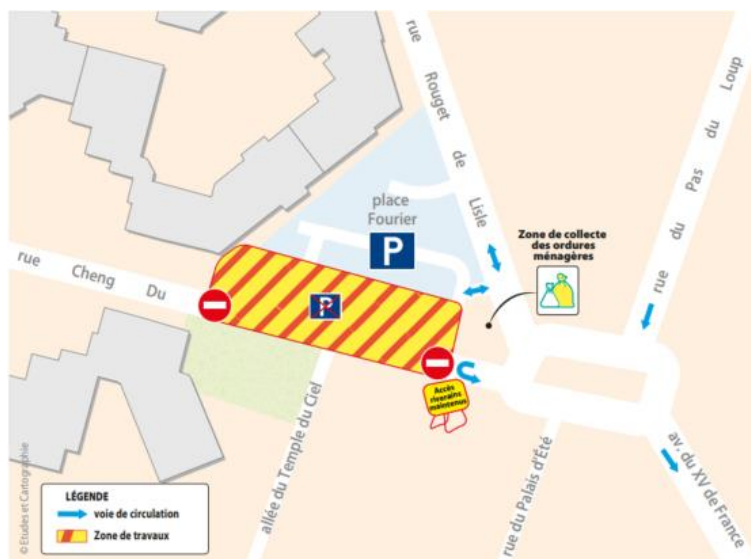 rue Rouget de Lisle
rue du Pas du Loup
place
Fourier
P
Zone de collecte
des ordures
ménagères
rue Cheng Du
P
Accès
riverains
maintenus
allée du Temple du Ciel
rue du Palais d'Été
av. du XV de France
© Etudes et Cartographie
LÉGENDE
voie de circulation
Zone de travaux